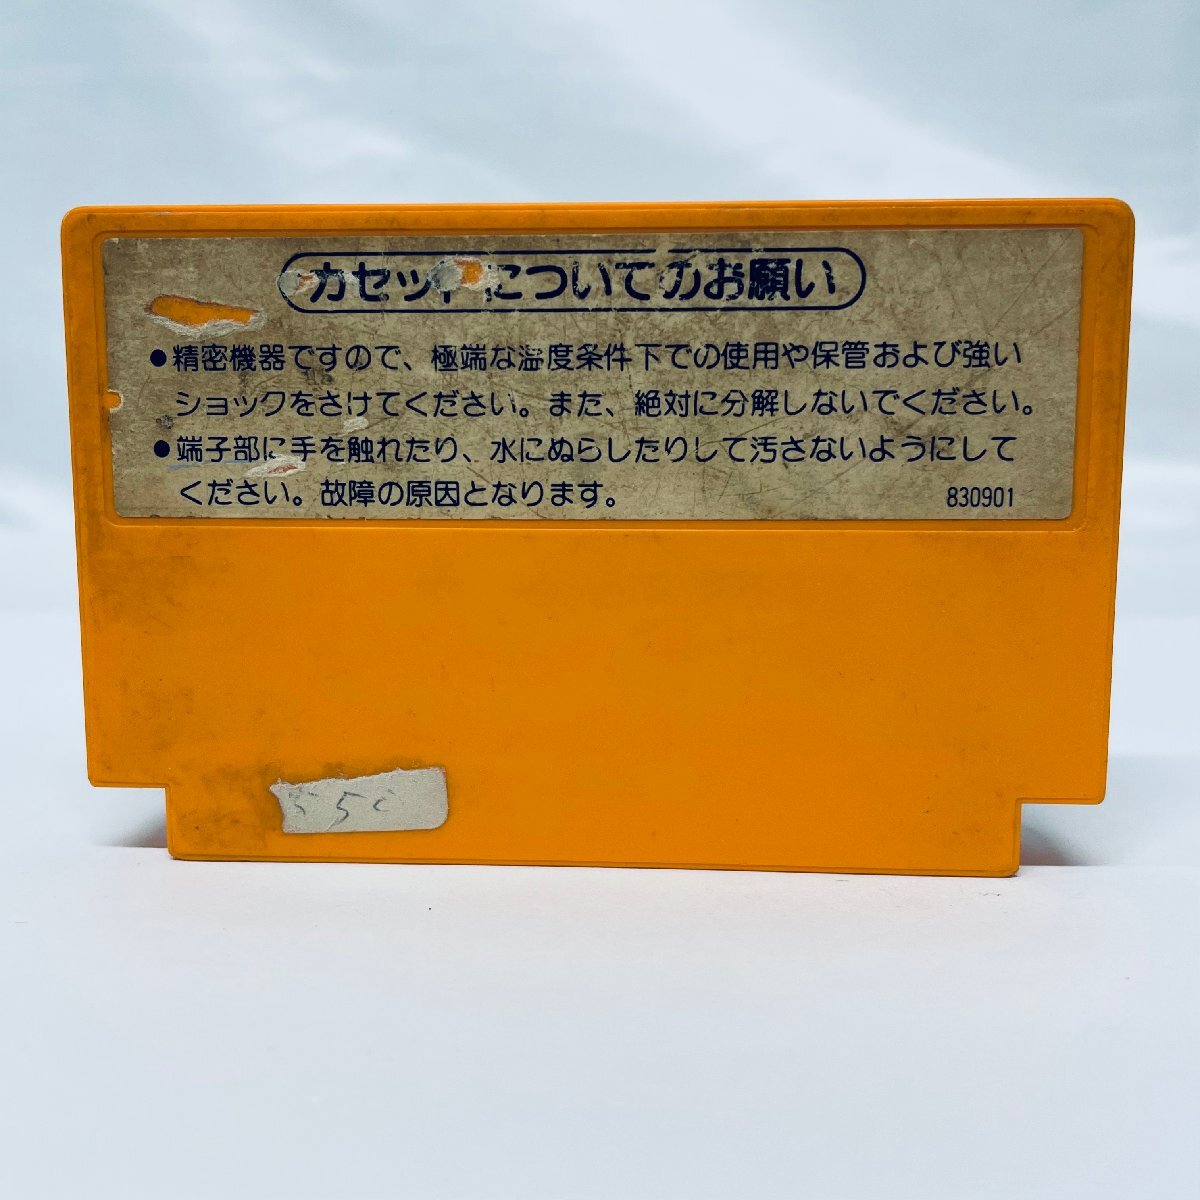 カセットについてのお願い
●精密機器ですので、極端な温度条件下での使用や保管および強い
ショックをさけてください。また、絶対に分解しないでください。
●端子部に手を触れたり、水にぬらしたりして汚さないようにして
ください。故障の原因となります。
830901